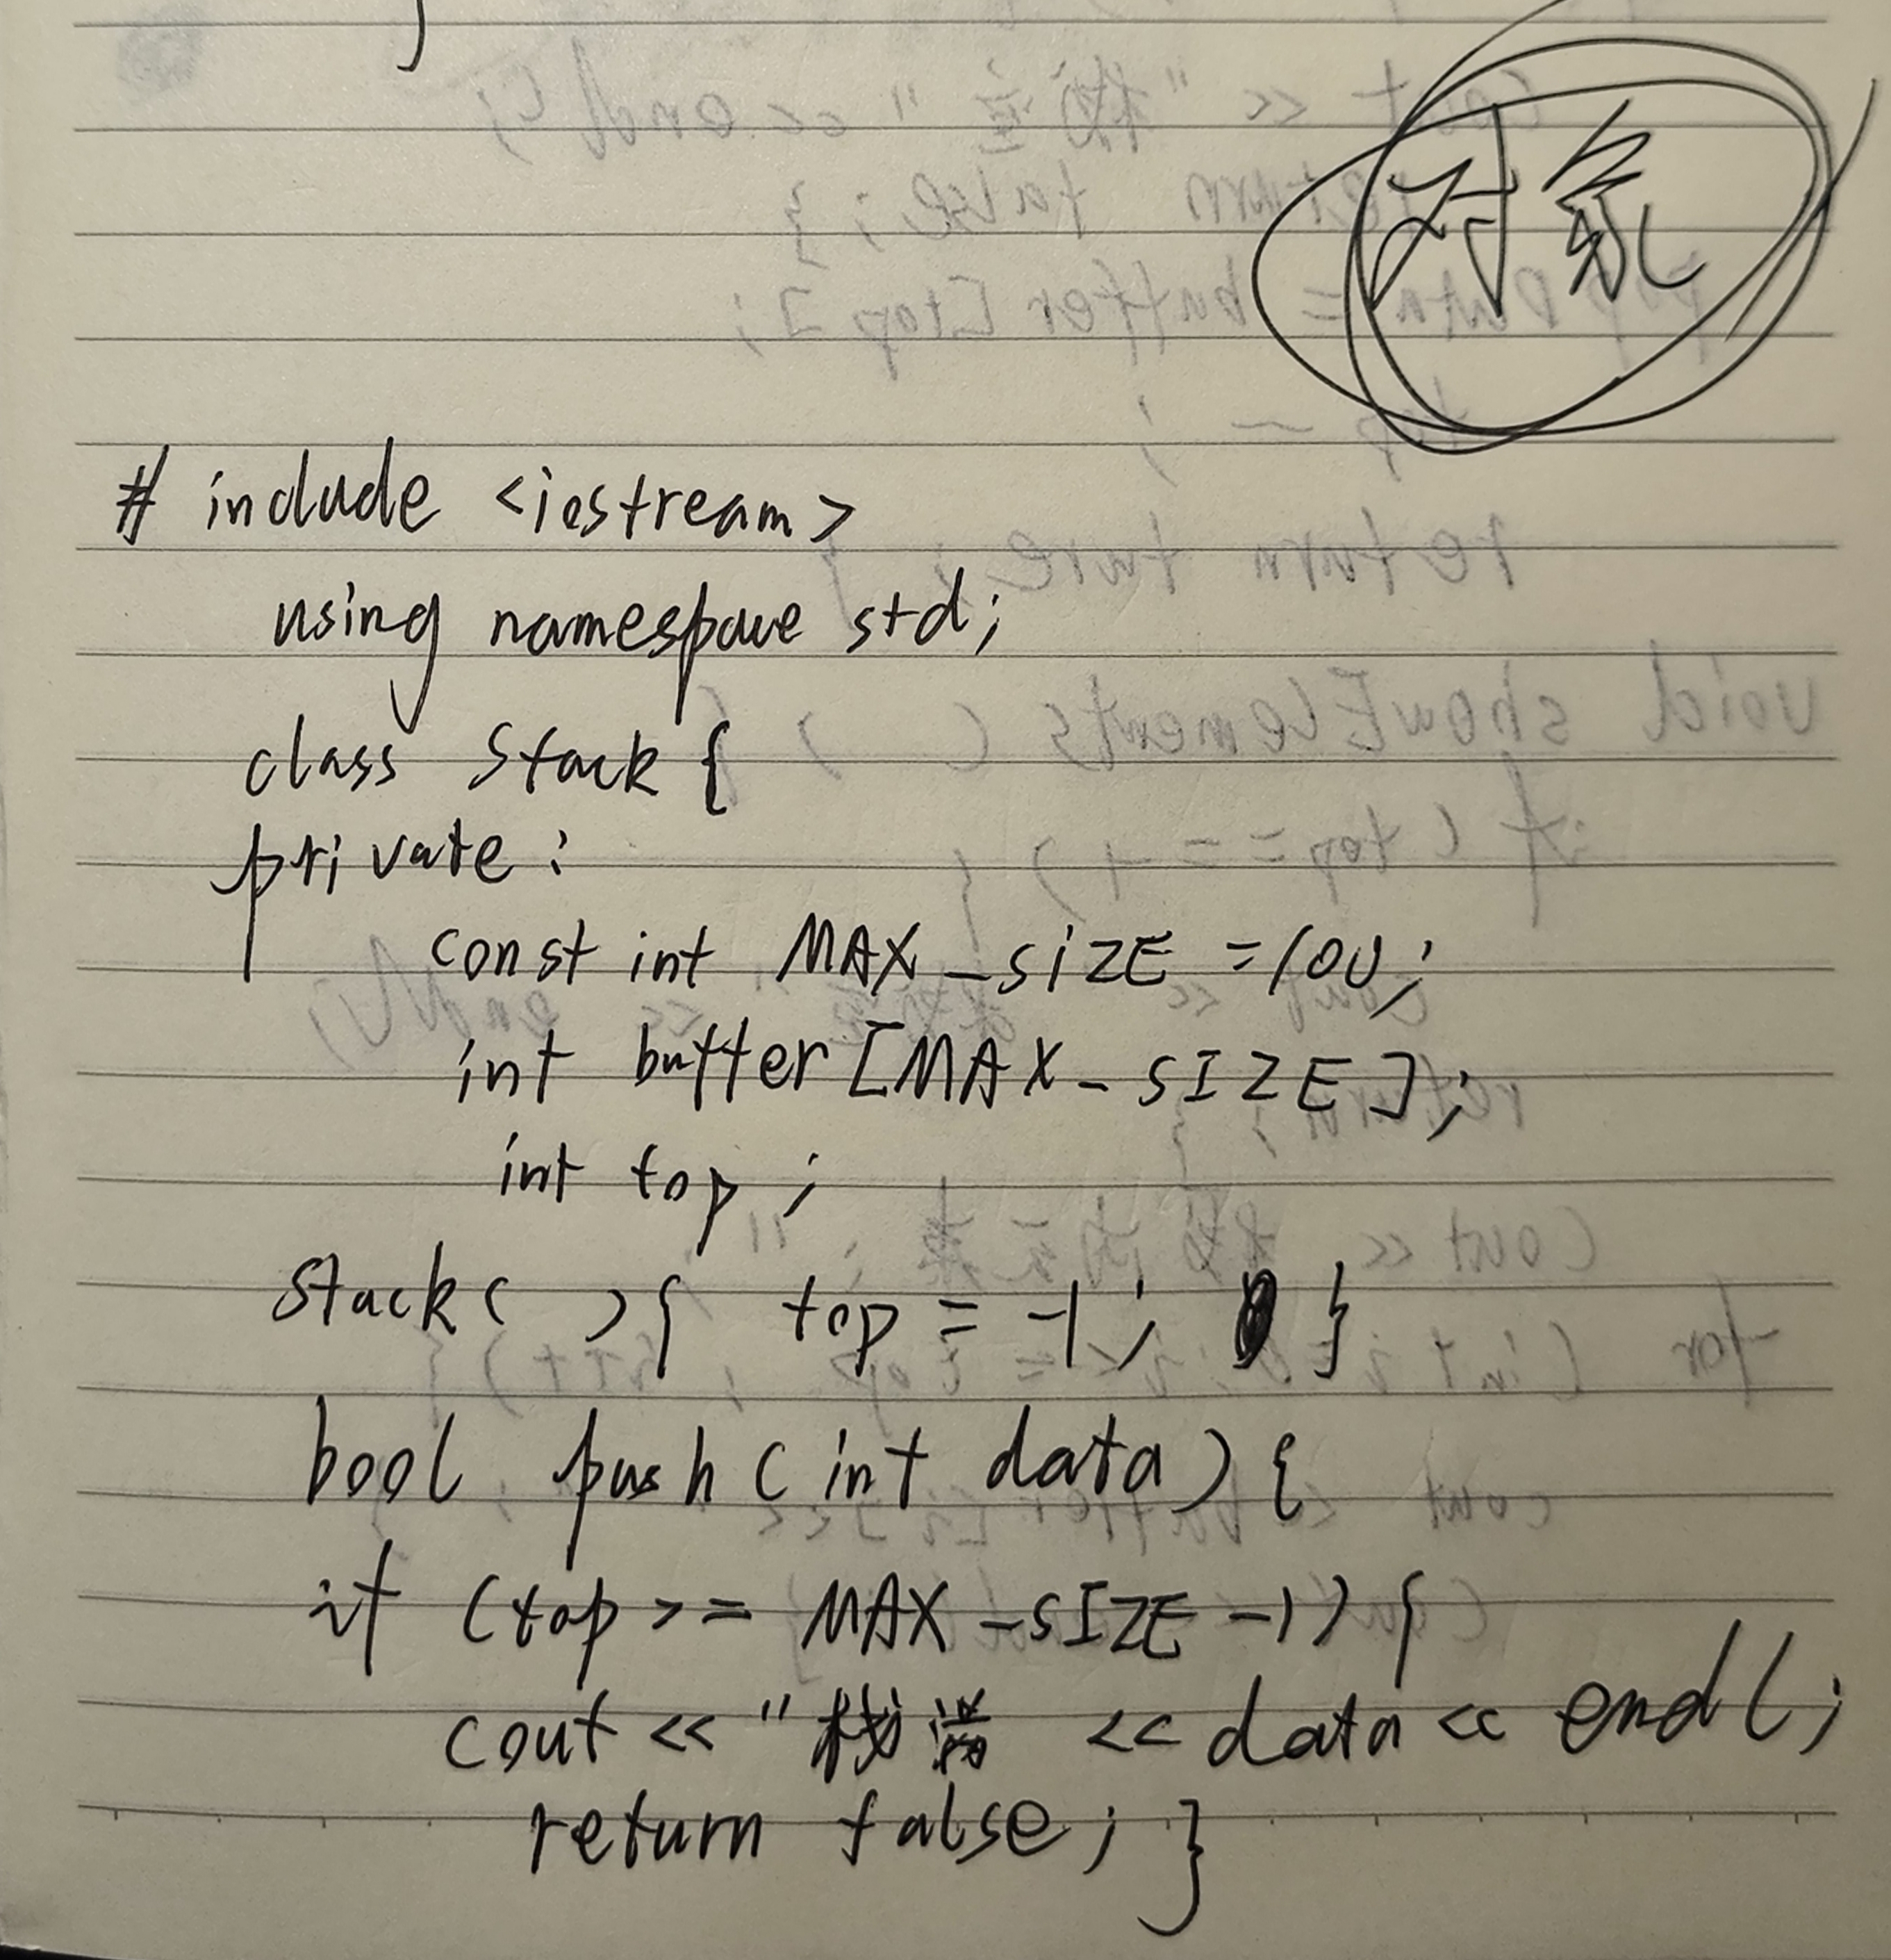 }
对象
# include <iostream>
using namespace std;
class Stack {
private:
const int MAX_SIZE = 100;
int buffer [MAX_SIZE];
int top;
Stack ( ) { top = -1; }
bool push (int data) {
if (top >= MAX_SIZE -1) {
cout << "栈满 << data << endl;
return false; }